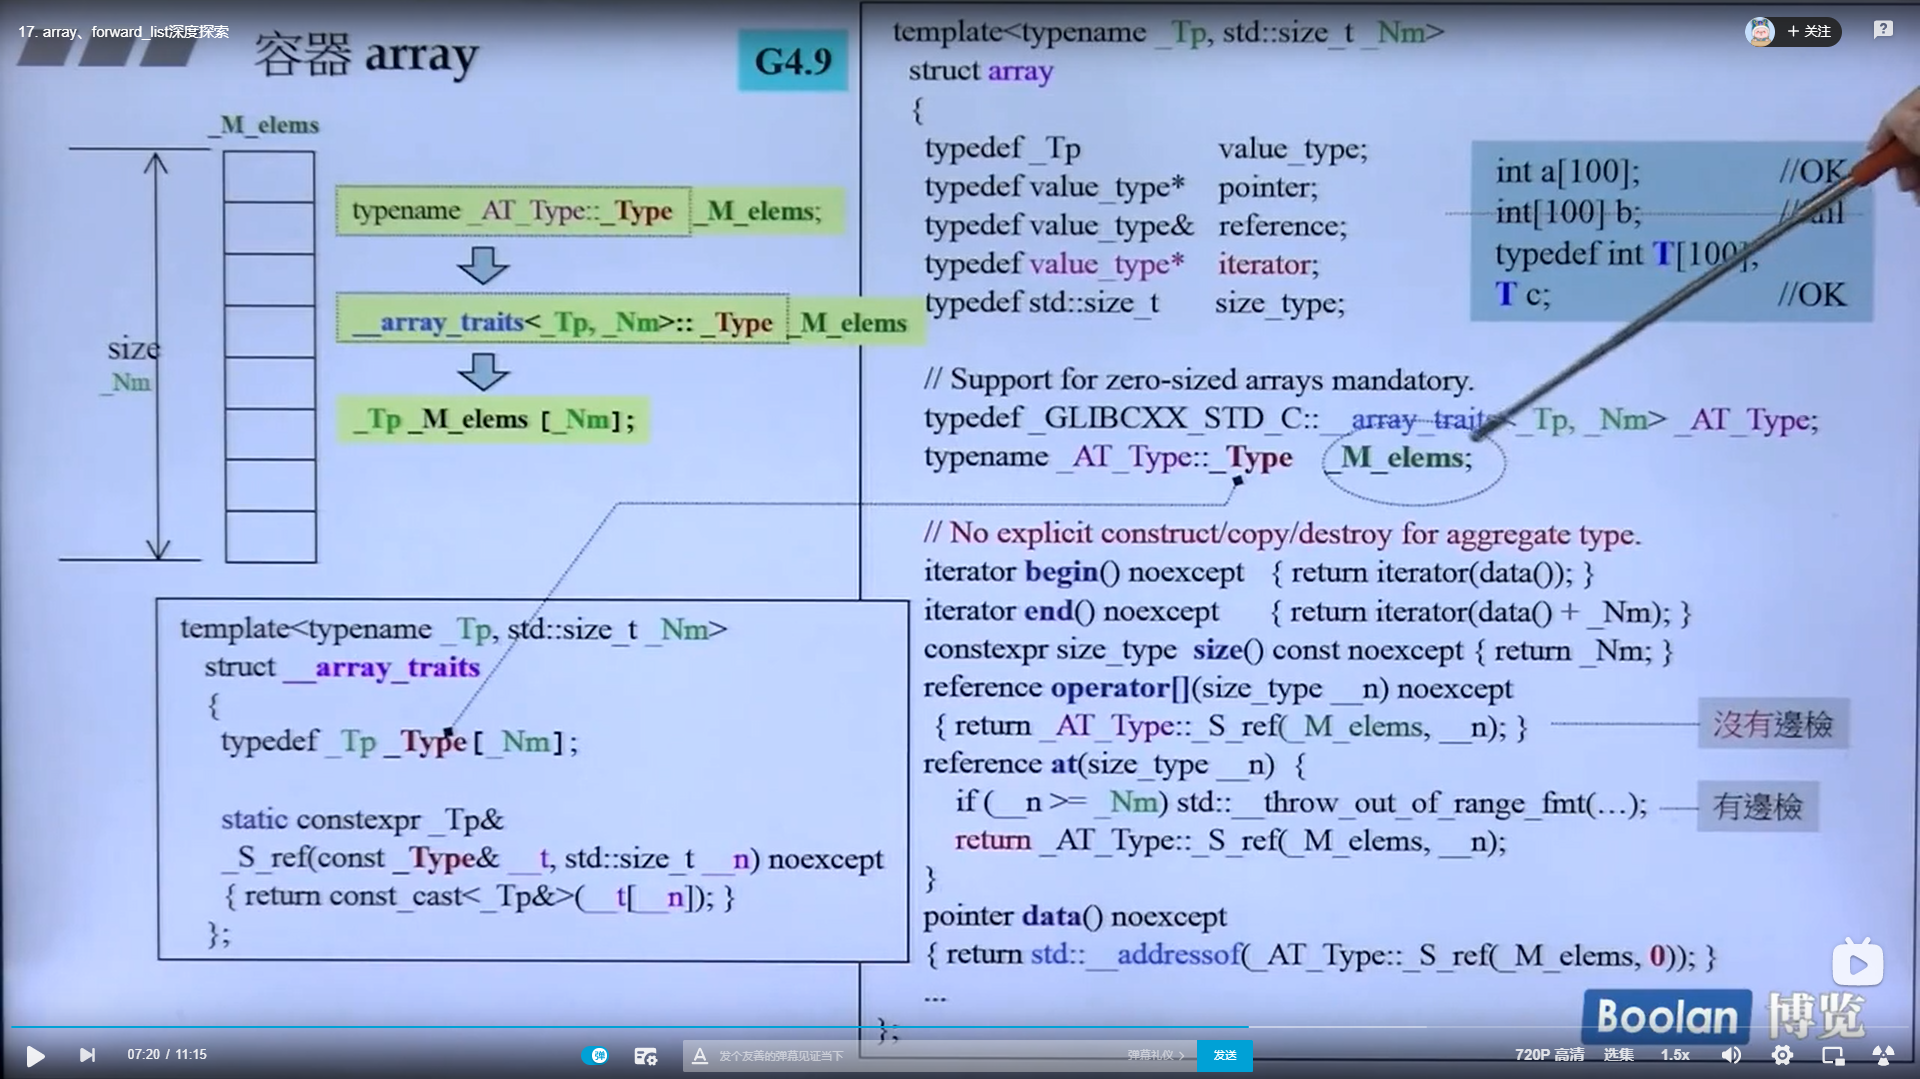 17. array、forward_list深度探索
+ 关注
容器 array
G4.9
_M_elems
size
_Nm
typename _AT_Type::_Type _M_elems;
__array_traits<_Tp, _Nm>::_Type _M_elems
_Tp _M_elems [_Nm];
template<typename _Tp, std::size_t _Nm>
struct __array_traits
{
typedef _Tp _Type[_Nm];
static constexpr _Tp&
_S_ref(const _Type& __t, std::size_t __n) noexcept
{ return const_cast<_Tp&>(__t[__n]); }
};
template<typename _Tp, std::size_t _Nm>
struct array
{
typedef _Tp value_type;
typedef value_type* pointer;
typedef value_type& reference;
typedef value_type* iterator;
typedef std::size_t size_type;
int a[100]; //OK
int[100] b;
typedef int T[100];
T c; //OK
// Support for zero-sized arrays mandatory.
typedef _GLIBCXX_STD_C::__array_traits<_Tp, _Nm> _AT_Type;
typename _AT_Type::_Type _M_elems;
// No explicit construct/copy/destroy for aggregate type.
iterator begin() noexcept { return iterator(data()); }
iterator end() noexcept { return iterator(data() + _Nm); }
constexpr size_type size() const noexcept { return _Nm; }
reference operator[](size_type __n) noexcept
{ return _AT_Type::_S_ref(_M_elems, __n); }
沒有邊檢
reference at(size_type __n) {
if (__n >= _Nm) std::__throw_out_of_range_fmt(…);
有邊檢
return _AT_Type::_S_ref(_M_elems, __n);
}
pointer data() noexcept
{ return std::__addressof(_AT_Type::_S_ref(_M_elems, 0)); }
...
};
Boolan 博览
07:20 / 11:15
弹
发个友善的弹幕见证当下
弹幕礼仪 >
发送
720P 高清
选集
1.5x